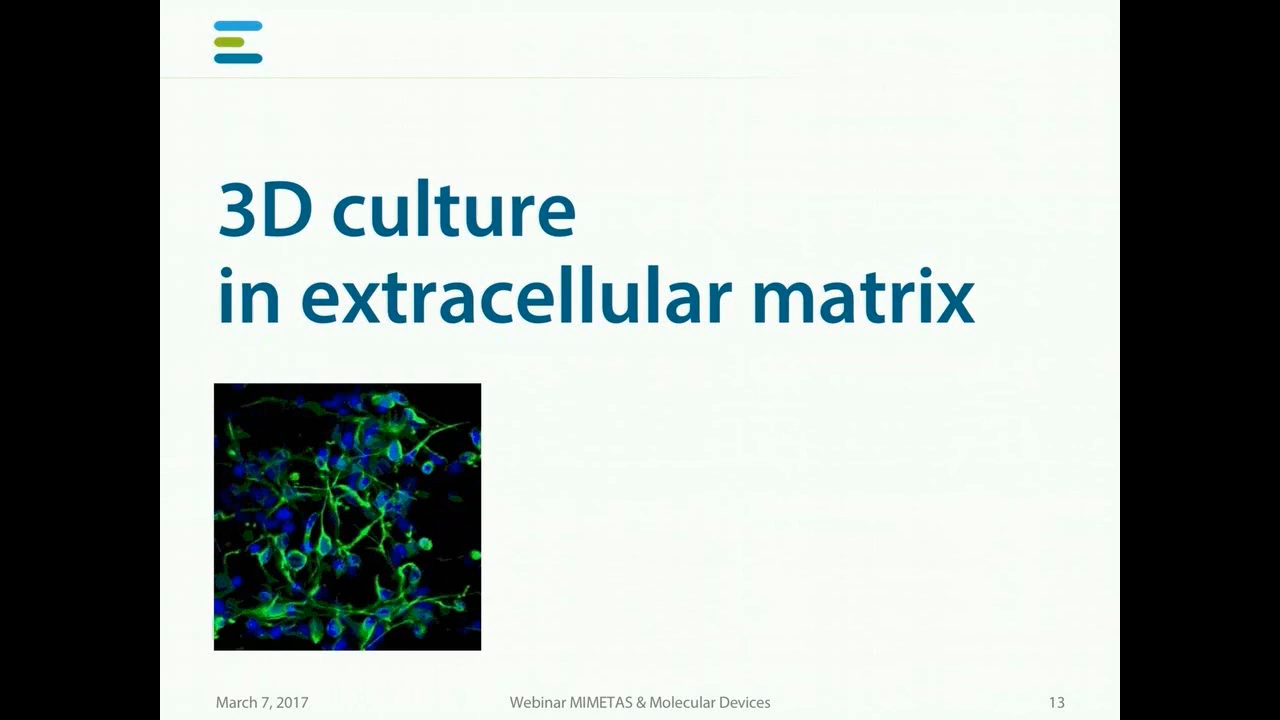 3D culture
in extracellular matrix
March 7, 2017
Webinar MIMETAS & Molecular Devices
13